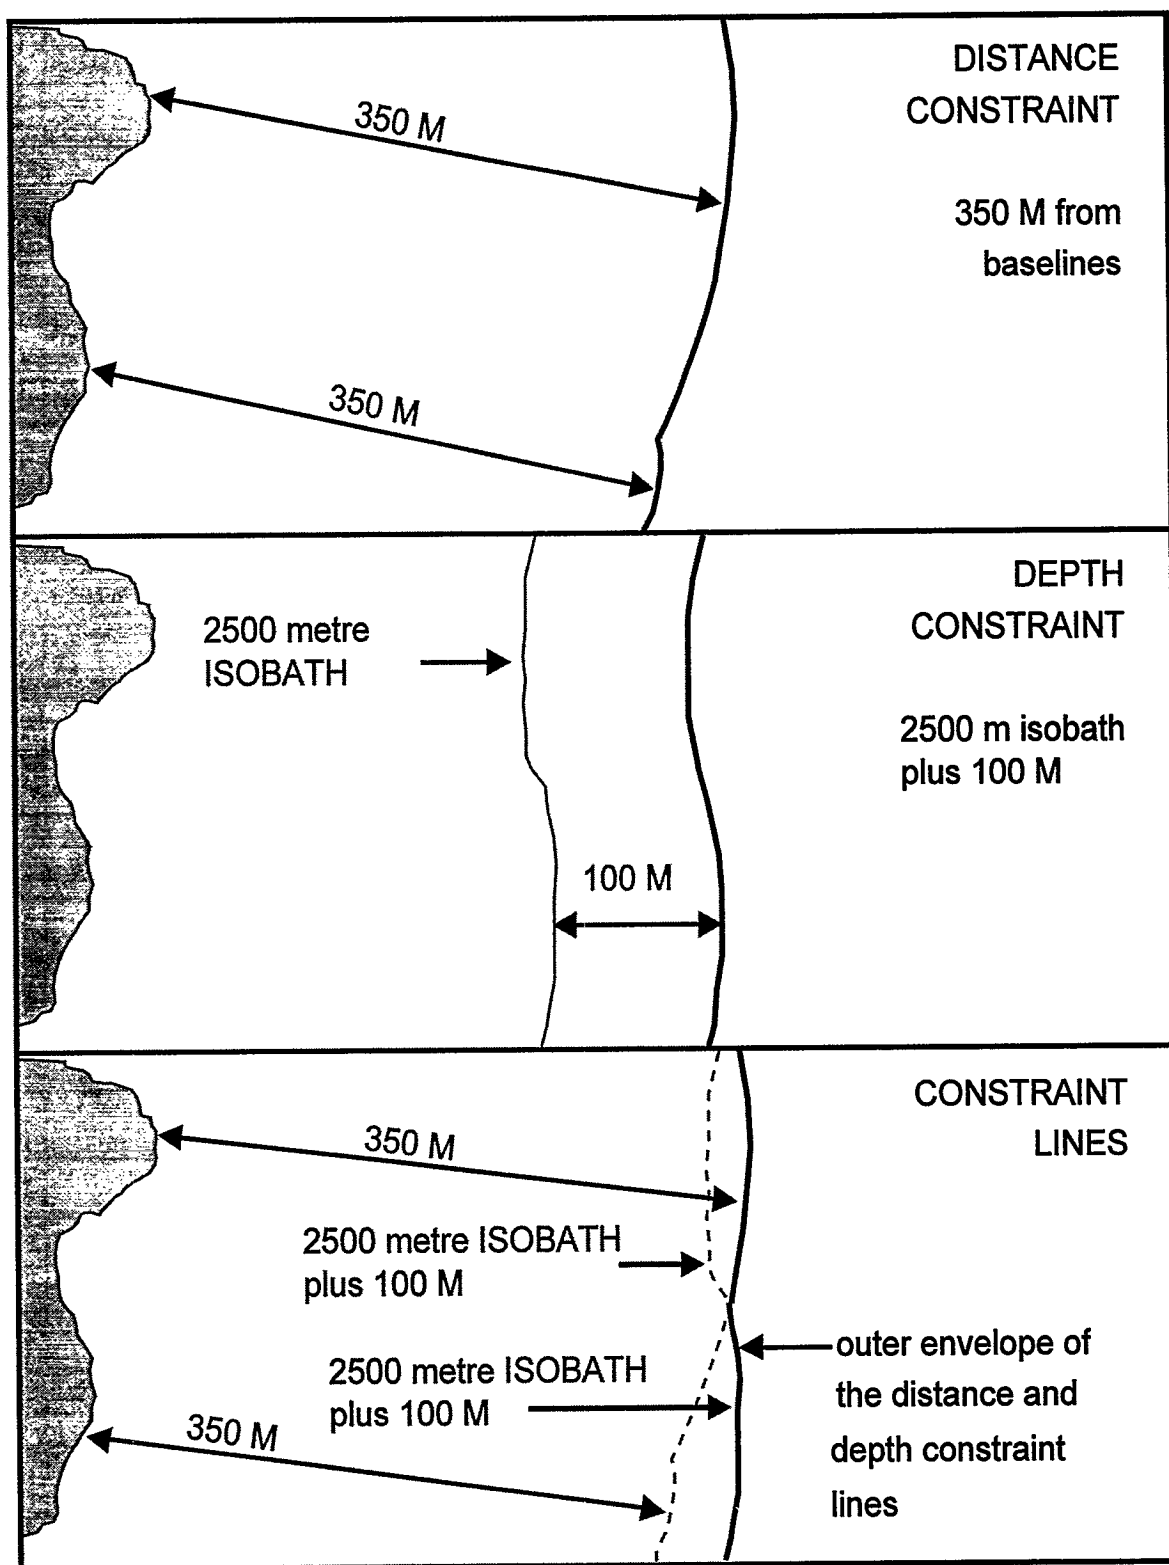 DISTANCE
CONSTRAINT
350 M
350 M from
baselines
350 M
DEPTH
CONSTRAINT
2500 metre
ISOBATH
2500 m isobath
plus 100 M
100 M
CONSTRAINT
LINES
350 M
2500 metre ISOBATH
plus 100 M
outer envelope of
the distance and
depth constraint
lines
2500 metre ISOBATH
plus 100 M
350 M